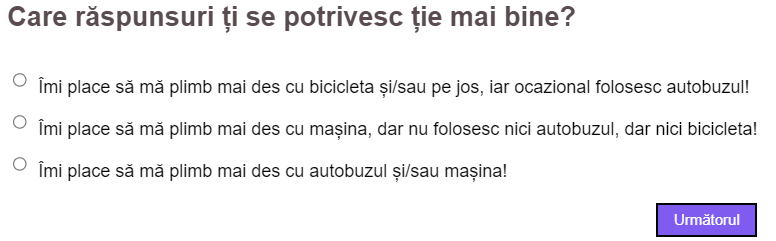 Care răspunsuri ți se potrivesc ție mai bine?
Îmi place să mă plimb mai des cu bicicleta și/sau pe jos, iar ocazional folosesc autobuzul!
Îmi place să mă plimb mai des cu mașina, dar nu folosesc nici autobuzul, dar nici bicicleta!
Îmi place să mă plimb mai des cu autobuzul și/sau mașina!
Următorul